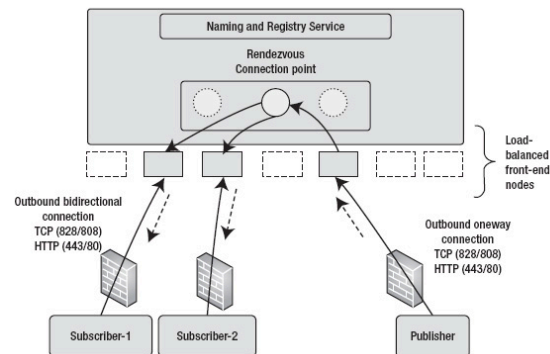 Naming and Registry Service
Rendezvous
Connection point
Load-
balanced
front-end
nodes
Outbound bidirectional
connection
TCP (828/808)
HTTP (443/80)
Outbound oneway
connection
TCP (828/808)
HTTP (443/80)
Subscriber-1
Subscriber-2
Publisher